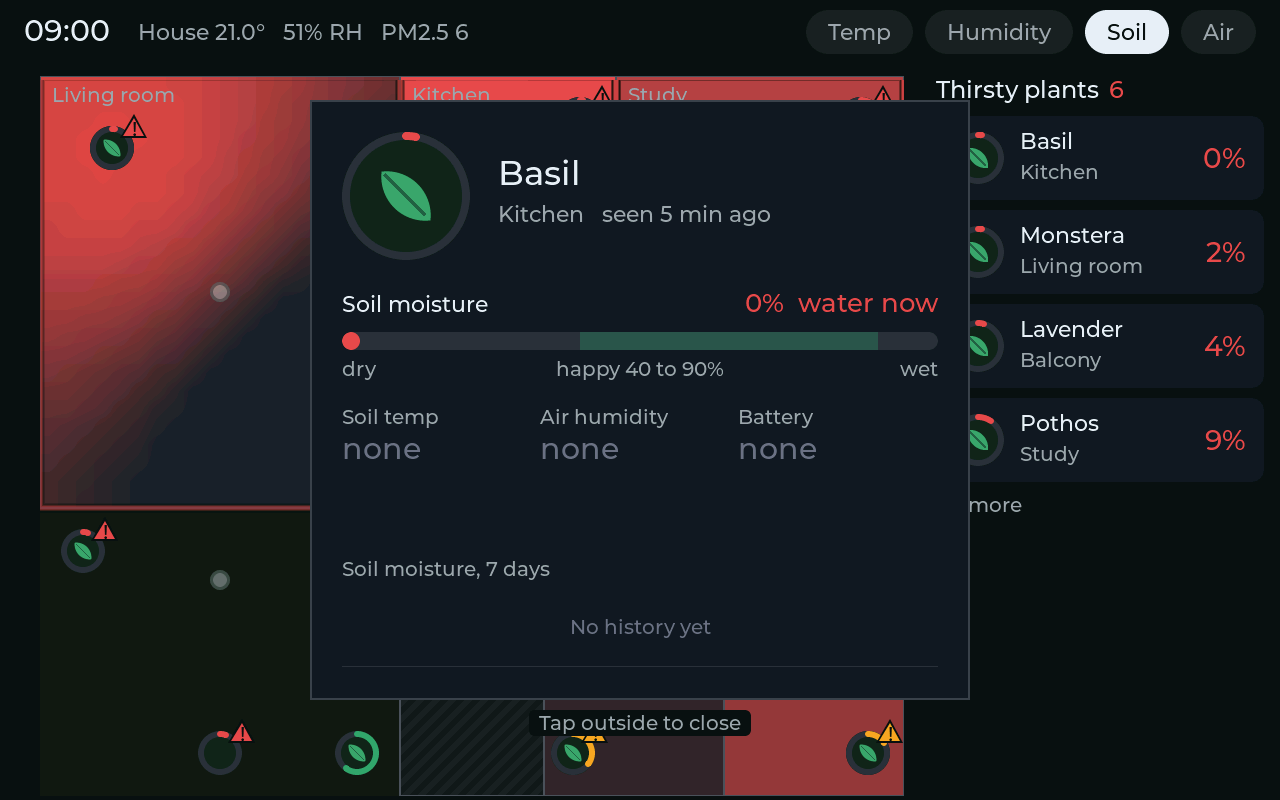 09:00 House 21.0° 51% RH PM2.5 6 Temp Humidity Soil Air
Living room Kitchen Study
Thirsty plants 6
Basil 0%
Kitchen
Monstera 2%
Living room
Lavender 4%
Balcony
Pothos 9%
Study
more
Basil
Kitchen seen 5 min ago
Soil moisture 0% water now
dry happy 40 to 90% wet
Soil temp Air humidity Battery
none none none
Soil moisture, 7 days
No history yet
Tap outside to close